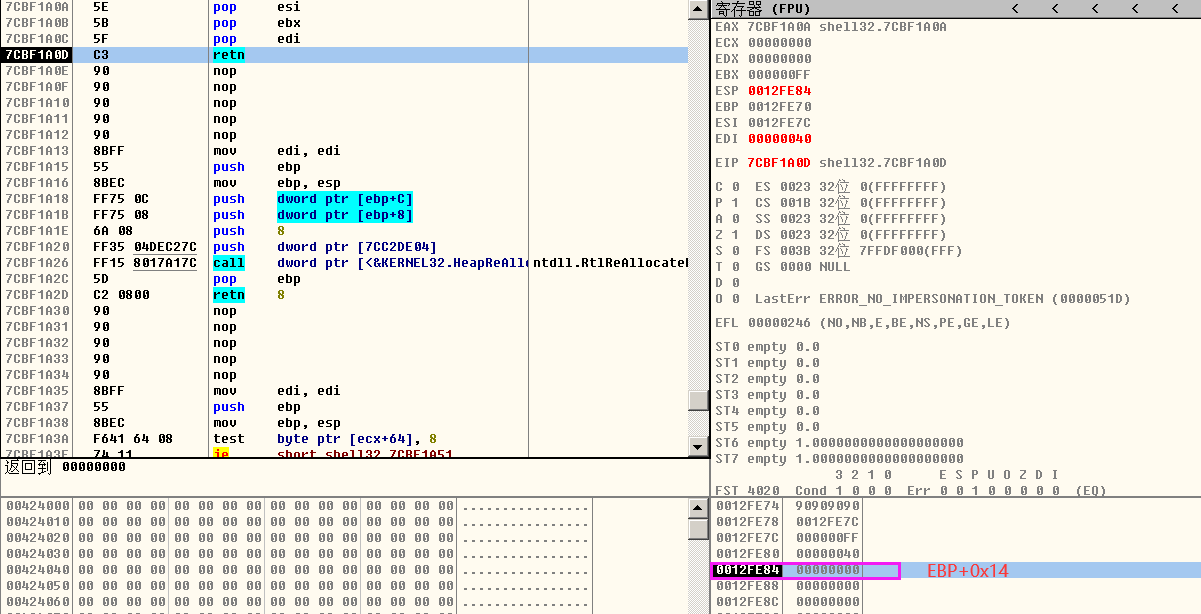 7CBF1A0A 5E pop esi
7CBF1A0B 5B pop ebx
7CBF1A0C 5F pop edi
7CBF1A0D C3 retn
7CBF1A0E 90 nop
7CBF1A0F 90 nop
7CBF1A10 90 nop
7CBF1A11 90 nop
7CBF1A12 90 nop
7CBF1A13 8BFF mov edi, edi
7CBF1A15 55 push ebp
7CBF1A16 8BEC mov ebp, esp
7CBF1A18 FF75 0C push dword ptr [ebp+C]
7CBF1A1B FF75 08 push dword ptr [ebp+8]
7CBF1A1E 6A 08 push 8
7CBF1A20 FF35 04DEC27C push dword ptr [7CC2DE04]
7CBF1A26 FF15 8017A17C call dword ptr [<&KERNEL32.HeapReAllo ntdll.RtlReAllocate
7CBF1A2C 5D pop ebp
7CBF1A2D C2 0800 retn 8
7CBF1A30 90 nop
7CBF1A31 90 nop
7CBF1A32 90 nop
7CBF1A33 90 nop
7CBF1A34 90 nop
7CBF1A35 8BFF mov edi, edi
7CBF1A37 55 push ebp
7CBF1A38 8BEC mov ebp, esp
7CBF1A3A F641 64 08 test byte ptr [ecx+64], 8
7CBF1A3E 74 11 je short shell32.7CBF1A51
返回到 00000000
寄存器 (FPU) < < < < <
EAX 7CBF1A0A shell32.7CBF1A0A
ECX 00000000
EDX 00000000
EBX 000000FF
ESP 0012FE84
EBP 0012FE70
ESI 0012FE7C
EDI 00000040
EIP 7CBF1A0D shell32.7CBF1A0D
C 0 ES 0023 32位 0(FFFFFFFF)
P 1 CS 001B 32位 0(FFFFFFFF)
A 0 SS 0023 32位 0(FFFFFFFF)
Z 1 DS 0023 32位 0(FFFFFFFF)
S 0 FS 003B 32位 7FFDF000(FFF)
T 0 GS 0000 NULL
D 0
O 0 LastErr ERROR_NO_IMPERSONATION_TOKEN (0000051D)
EFL 00000246 (NO,NB,E,BE,NS,PE,GE,LE)
ST0 empty 0.0
ST1 empty 0.0
ST2 empty 0.0
ST3 empty 0.0
ST4 empty 0.0
ST5 empty 0.0
ST6 empty 1.0000000000000000000
ST7 empty 1.0000000000000000000
3 2 1 0 E S P U O Z D I
FST 4020 Cond 1 0 0 0 Err 0 0 1 0 0 0 0 0 (EQ)
00424000 00 00 00 00 00 00 00 00 00 00 00 00 00 00 00 00 ................
00424010 00 00 00 00 00 00 00 00 00 00 00 00 00 00 00 00 ................
00424020 00 00 00 00 00 00 00 00 00 00 00 00 00 00 00 00 ................
00424030 00 00 00 00 00 00 00 00 00 00 00 00 00 00 00 00 ................
00424040 00 00 00 00 00 00 00 00 00 00 00 00 00 00 00 00 ................
00424050 00 00 00 00 00 00 00 00 00 00 00 00 00 00 00 00 ................
00424060 00 00 00 00 00 00 00 00 00 00 00 00 00 00 00 00 ................
0012FE74 90909090
0012FE78 0012FE7C
0012FE7C 000000FF
0012FE80 00000040
0012FE84 00000000 EBP+0x14
0012FE88 00000000
0012FE8C 00000000